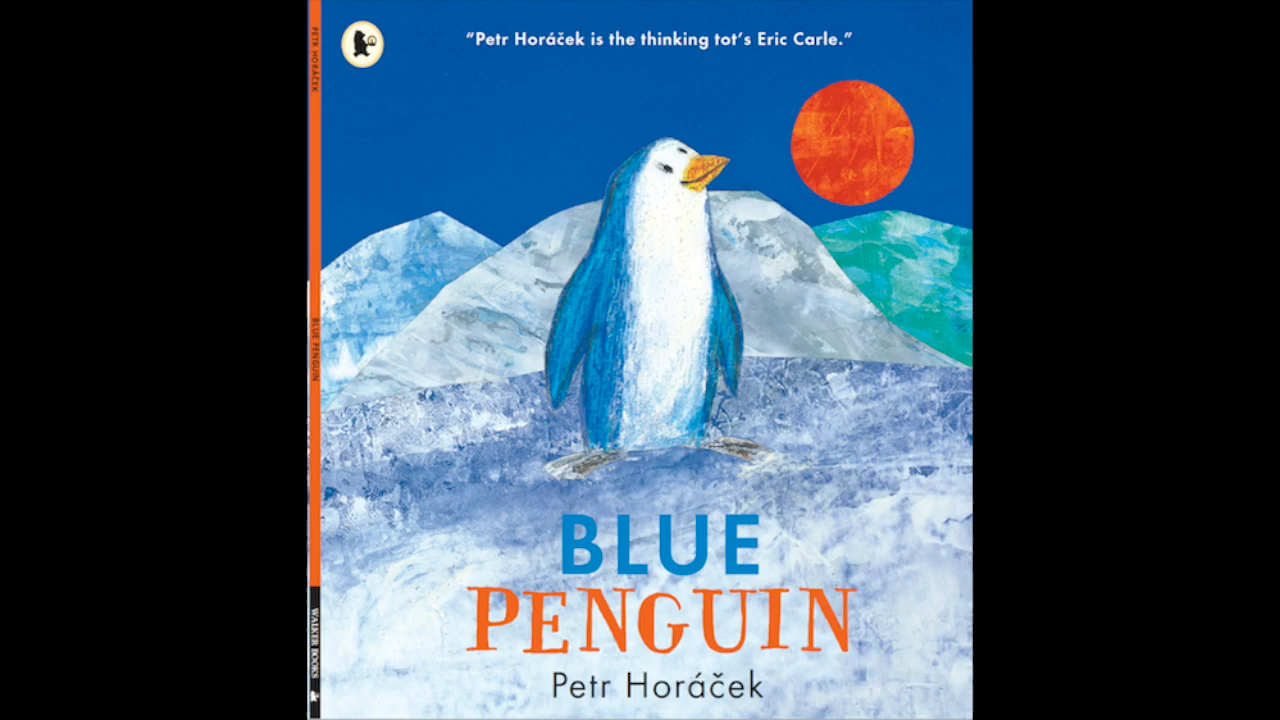 "Petr Horáček is the thinking tot's Eric Carle."
PETR HORÁČEK
BLUE PENGUIN
WALKER BOOKS
BLUE
PENGUIN
Petr Horáček